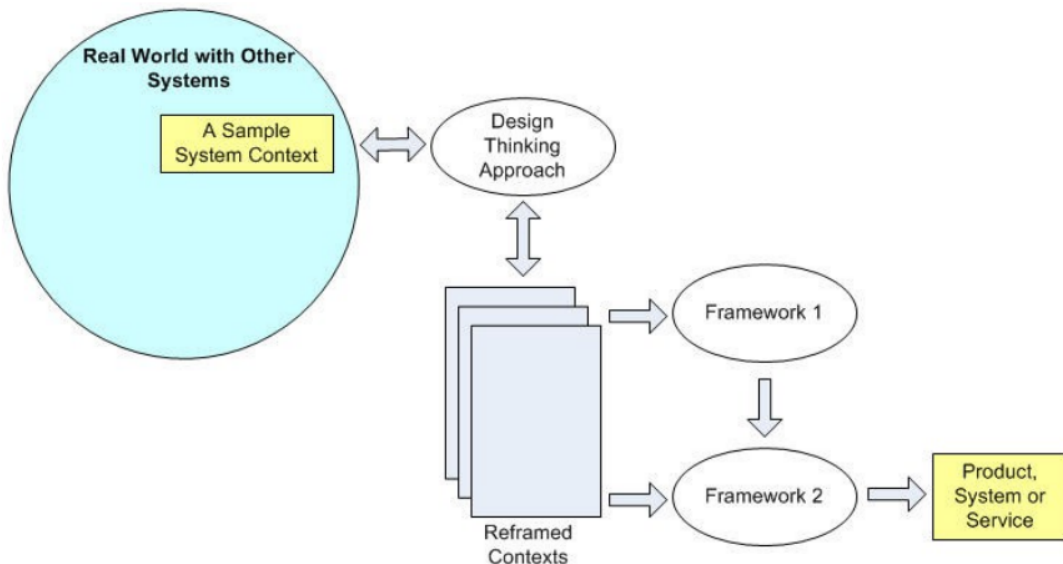 Real World with Other
Systems
A Sample
System Context
Design
Thinking
Approach
Framework 1
Framework 2
Product,
System or
Service
Reframed
Contexts